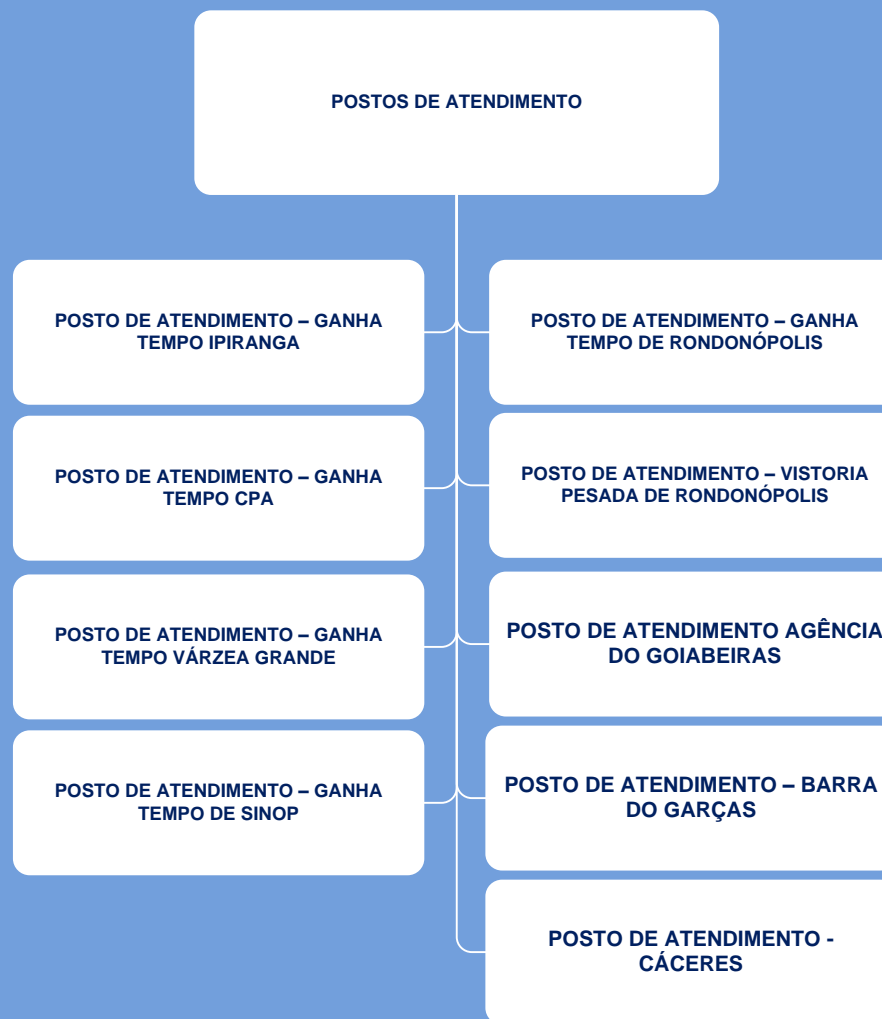 POSTOS DE ATENDIMENTO
POSTO DE ATENDIMENTO – GANHA
TEMPO IPIRANGA
POSTO DE ATENDIMENTO – GANHA
TEMPO CPA
POSTO DE ATENDIMENTO – GANHA
TEMPO VÁRZEA GRANDE
POSTO DE ATENDIMENTO – GANHA
TEMPO DE SINOP
POSTO DE ATENDIMENTO – GANHA
TEMPO DE RONDONÓPOLIS
POSTO DE ATENDIMENTO – VISTORIA
PESADA DE RONDONÓPOLIS
POSTO DE ATENDIMENTO AGÊNCIA
DO GOIABEIRAS
POSTO DE ATENDIMENTO – BARRA
DO GARÇAS
POSTO DE ATENDIMENTO -
CÁCERES